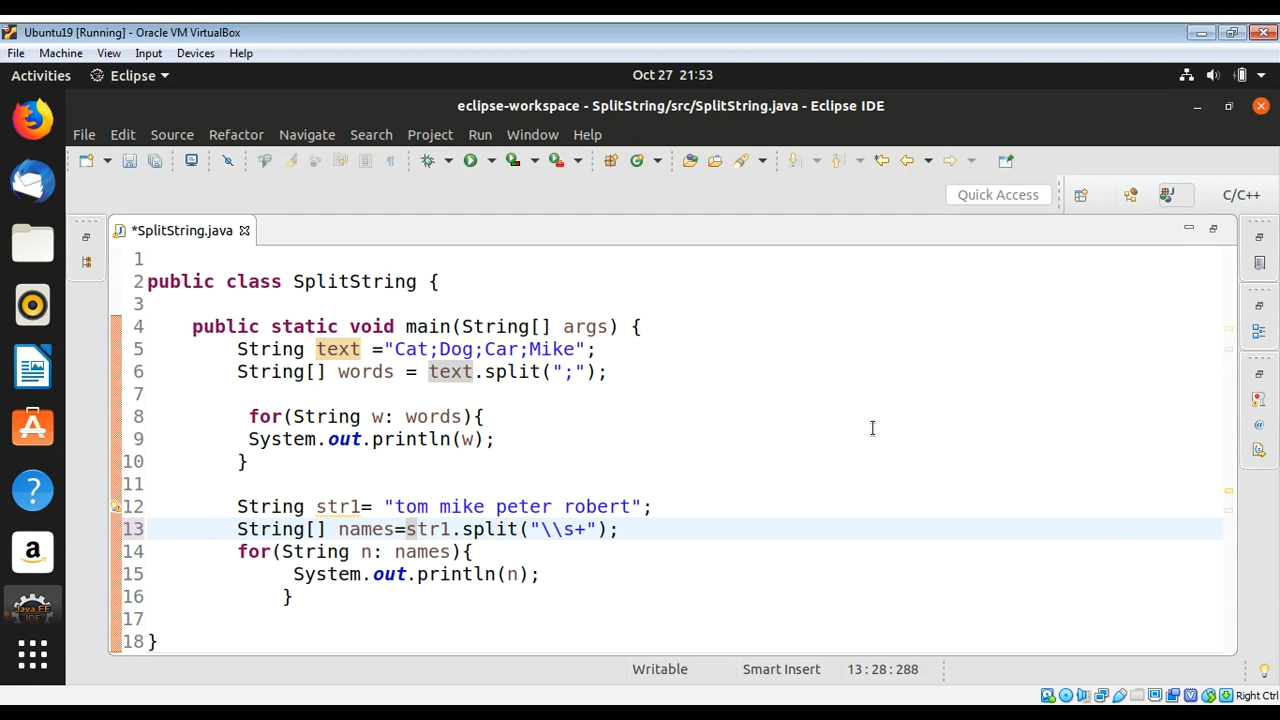 Ubuntu19 [Running] - Oracle VM VirtualBox
File Machine View Input Devices Help
Activities Eclipse Oct 27 21:53
eclipse-workspace - SplitString/src/SplitString.java - Eclipse IDE
File Edit Source Refactor Navigate Search Project Run Window Help
Quick Access C/C++
*SplitString.java
1
2 public class SplitString {
3
4     public static void main(String[] args) {
5         String text ="Cat;Dog;Car;Mike";
6         String[] words = text.split(";");
7
8          for(String w: words){
9          System.out.println(w);
10         }
11
12         String str1= "tom mike peter robert";
13         String[] names=str1.split("\\s+");
14         for(String n: names){
15              System.out.println(n);
16             }
17
18 }
Java EE
IDE
Writable Smart Insert 13:28:288
Right Ctrl